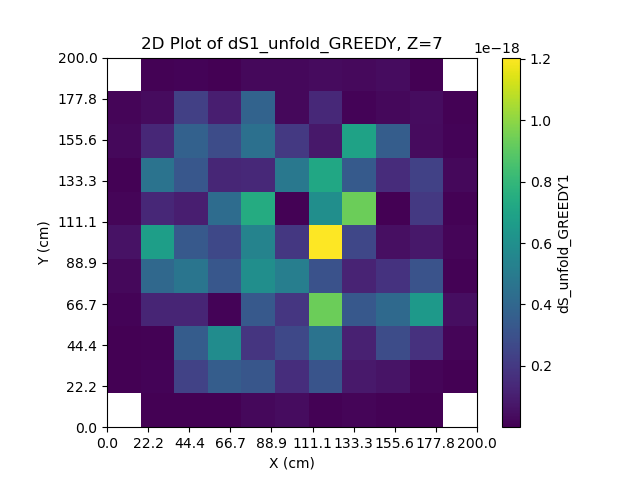 2D Plot of dS1_unfold_GREEDY, Z=7
1e−18
200.0
177.8
155.6
133.3
111.1
88.9
66.7
44.4
22.2
0.0
Y (cm)
0.0 22.2 44.4 66.7 88.9 111.1 133.3 155.6 177.8 200.0
X (cm)
1.2
1.0
0.8
0.6
0.4
0.2
dS_unfold_GREEDY1